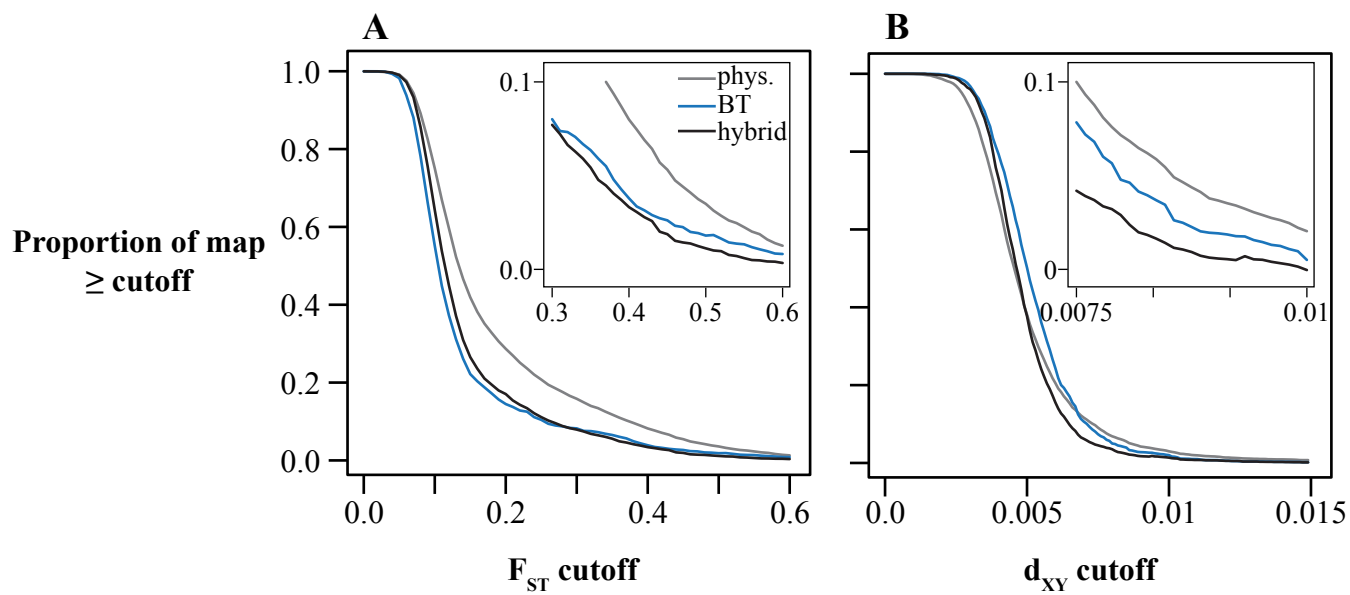 A
B
1.0
0.8
0.6
0.4
0.2
0.0
Proportion of map
≥ cutoff
0.1
0.0
phys.
BT
hybrid
0.3 0.4 0.5 0.6
0.1
0.0
0.0075 0.01
0.0 0.2 0.4 0.6
0.0 0.005 0.01 0.015
FST cutoff
dXY cutoff